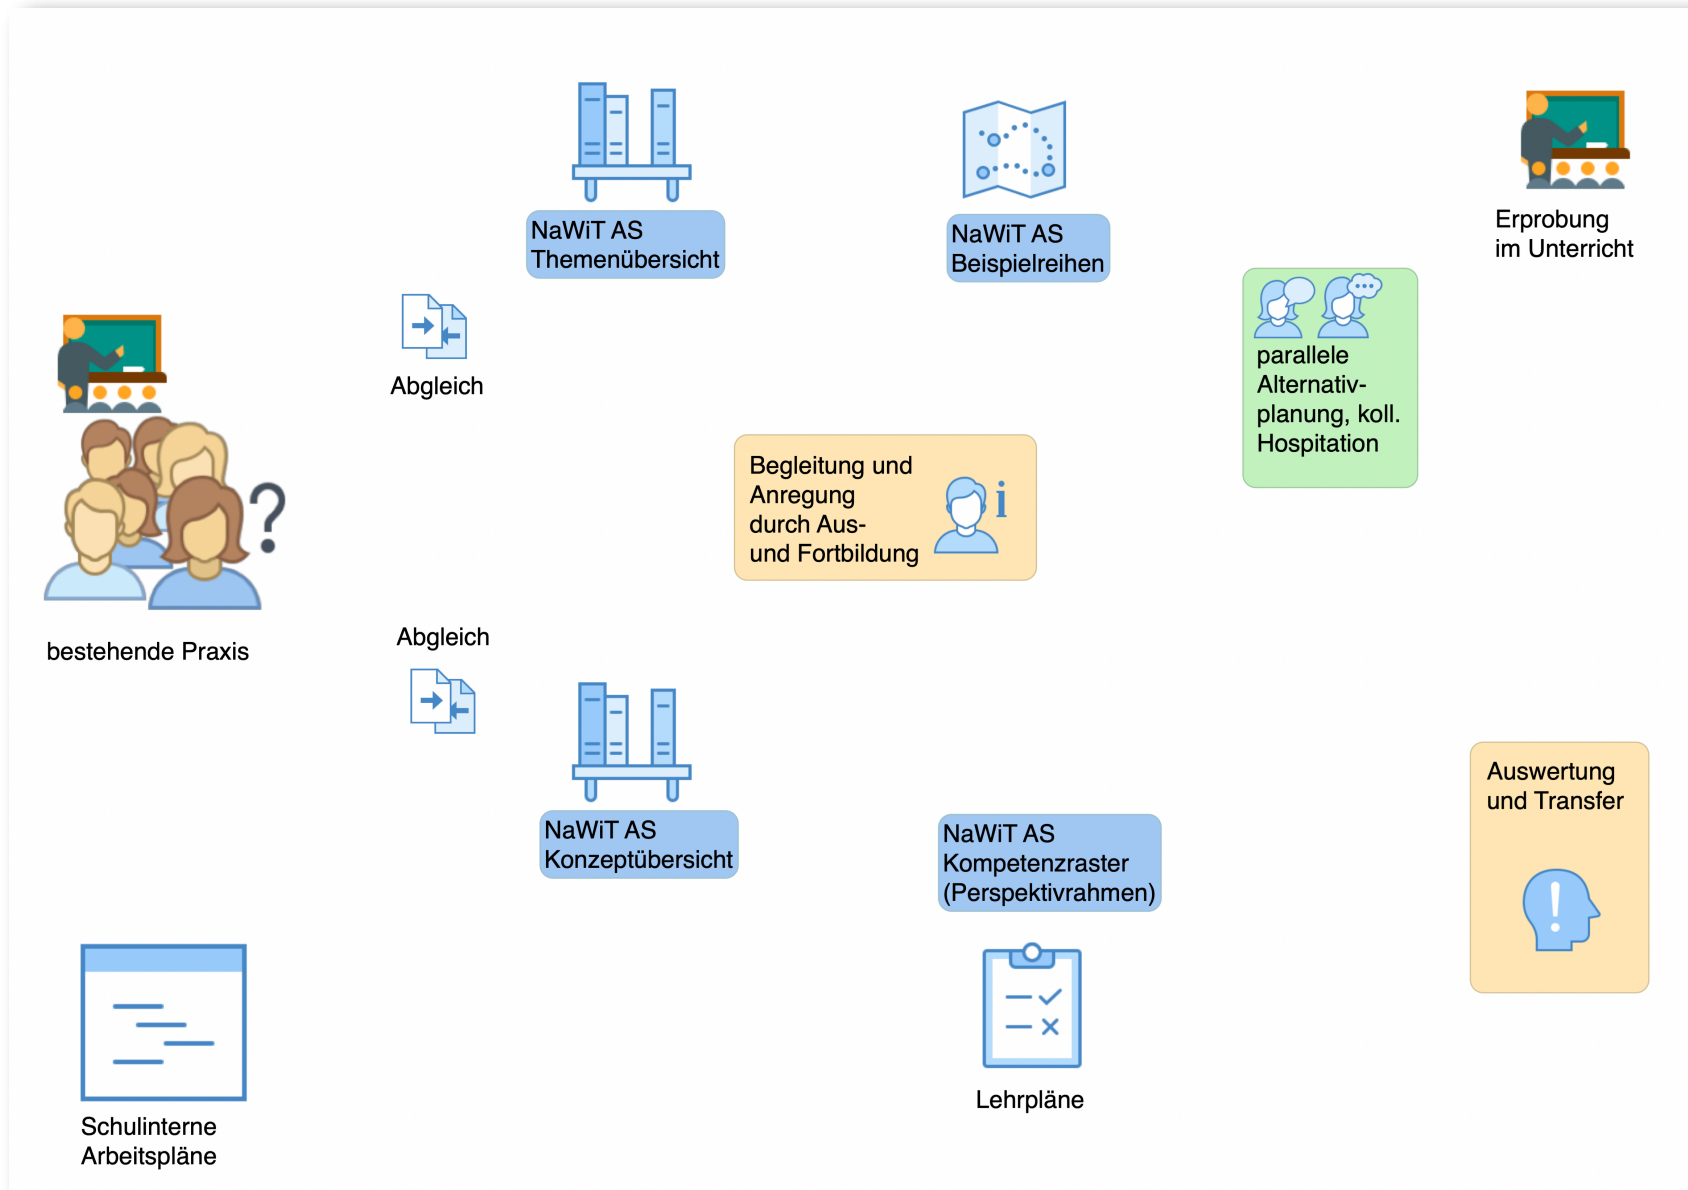 NaWiT AS
Themenübersicht
NaWiT AS
Beispielreihen
Erprobung
im Unterricht
Abgleich
parallele
Alternativ-
planung, koll.
Hospitation
Begleitung und
Anregung
durch Aus-
und Fortbildung
i
?
bestehende Praxis
Abgleich
NaWiT AS
Konzeptübersicht
NaWiT AS
Kompetenzraster
(Perspektivrahmen)
Auswertung
und Transfer
!
Lehrpläne
Schulinterne
Arbeitspläne